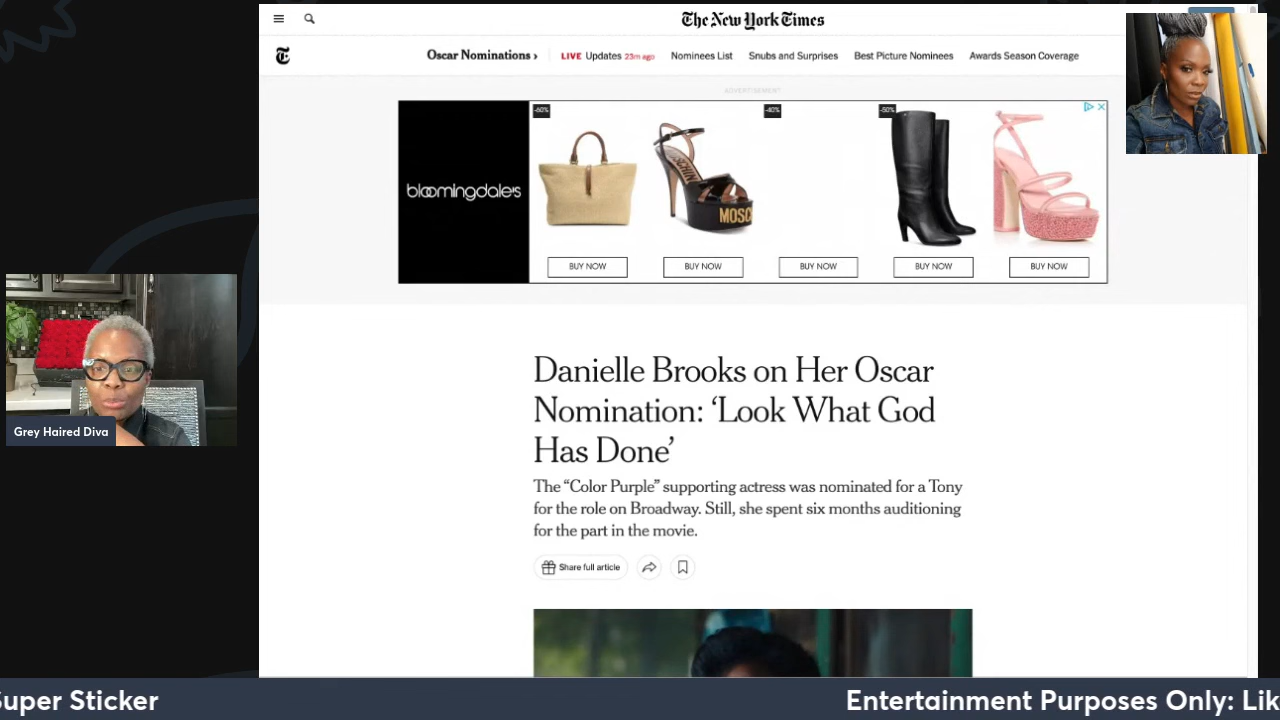 The New York Times
Oscar Nominations › LIVE Updates 23m ago Nominees List Snubs and Surprises Best Picture Nominees Awards Season Coverage
ADVERTISEMENT
-60% -40% -50%
bloomingdale's
MOSCHINO
MOSC
BUY NOW BUY NOW BUY NOW BUY NOW BUY NOW
Danielle Brooks on Her Oscar
Nomination: ‘Look What God
Has Done’
The “Color Purple” supporting actress was nominated for a Tony
for the role on Broadway. Still, she spent six months auditioning
for the part in the movie.
Share full article
Grey Haired Diva
Super Sticker Entertainment Purposes Only: Lik